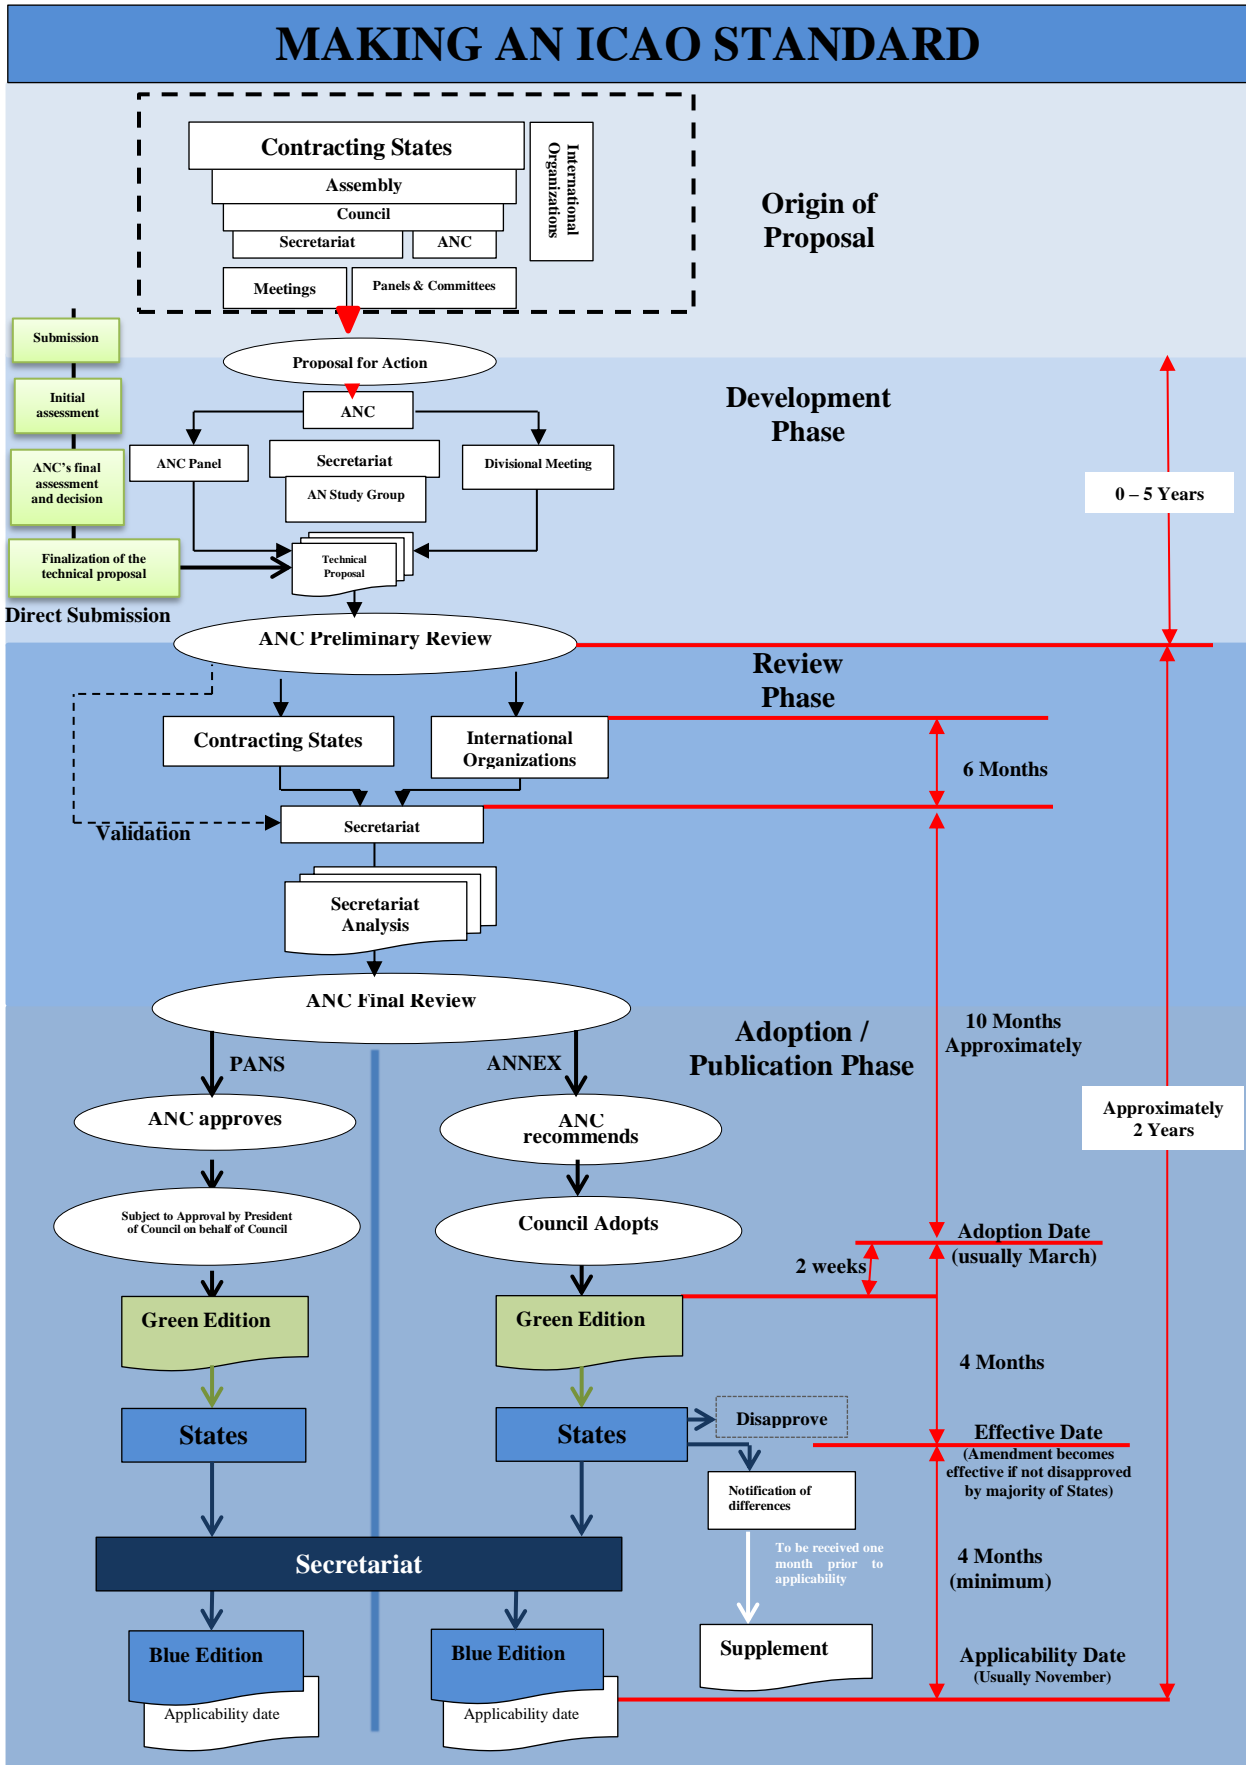 MAKING AN ICAO STANDARD
Contracting States
International
Organizations
Assembly
Council
Secretariat
ANC
Meetings
Panels & Committees
Origin of
Proposal
Submission
Initial
assessment
ANC's final
assessment
and decision
Finalization of the
technical proposal
Direct Submission
Proposal for Action
ANC
ANC Panel
Secretariat
AN Study Group
Divisional Meeting
Technical
Proposal
Development
Phase
0 – 5 Years
ANC Preliminary Review
Review
Phase
Contracting States
International
Organizations
6 Months
Validation
Secretariat
Secretariat
Analysis
ANC Final Review
10 Months
Approximately
Adoption /
Publication Phase
PANS
ANNEX
ANC approves
ANC
recommends
Approximately
2 Years
Subject to Approval by President
of Council on behalf of Council
Council Adopts
Adoption Date
(usually March)
2 weeks
Green Edition
Green Edition
4 Months
States
States
Disapprove
Effective Date
(Amendment becomes
effective if not disapproved
by majority of States)
Notification of
differences
Secretariat
To be received one
month prior to
applicability
4 Months
(minimum)
Blue Edition
Applicability date
Blue Edition
Applicability date
Supplement
Applicability Date
(Usually November)